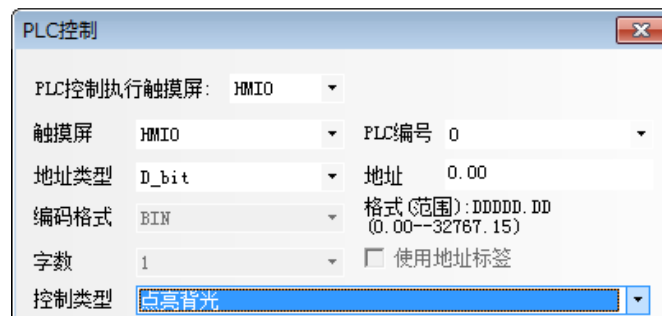 PLC控制
PLC控制执行触摸屏: HMI0
触摸屏 HMI0 PLC编号 0
地址类型 D_bit 地址 0.00
编码格式 BIN 格式(范围):DDDDD.DD
(0.00--32767.15)
字数 1 使用地址标签
控制类型 点亮背光